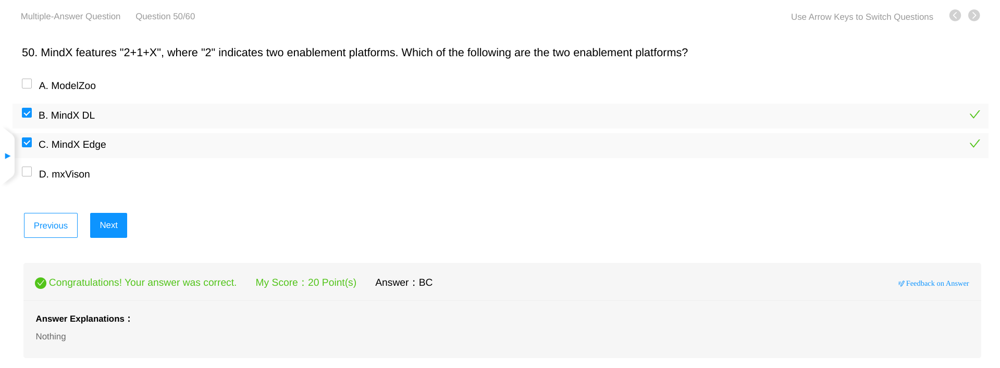 Multiple-Answer Question Question 50/60 Use Arrow Keys to Switch Questions
50. MindX features "2+1+X", where "2" indicates two enablement platforms. Which of the following are the two enablement platforms?
A. ModelZoo
B. MindX DL
C. MindX Edge
D. mxVison
Previous Next
Congratulations! Your answer was correct. My Score：20 Point(s) Answer：BC Feedback on Answer
Answer Explanations：
Nothing